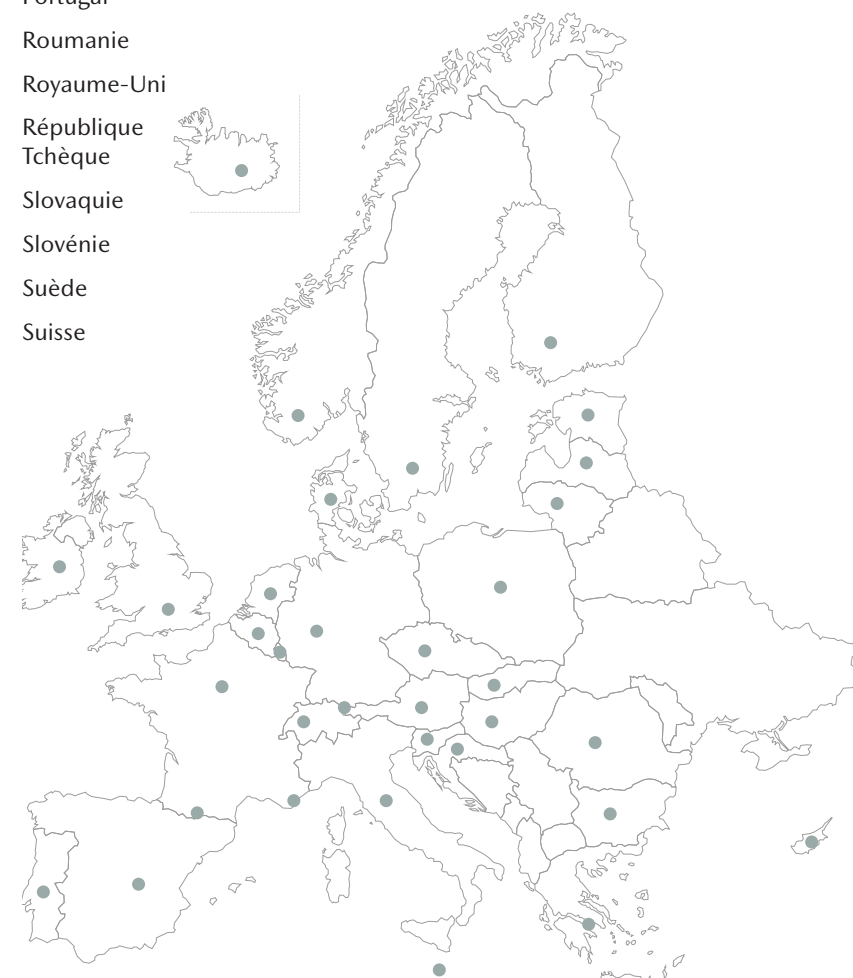 Portugal
Roumanie
Royaume-Uni
République
Tchèque
Slovaquie
Slovénie
Suède
Suisse